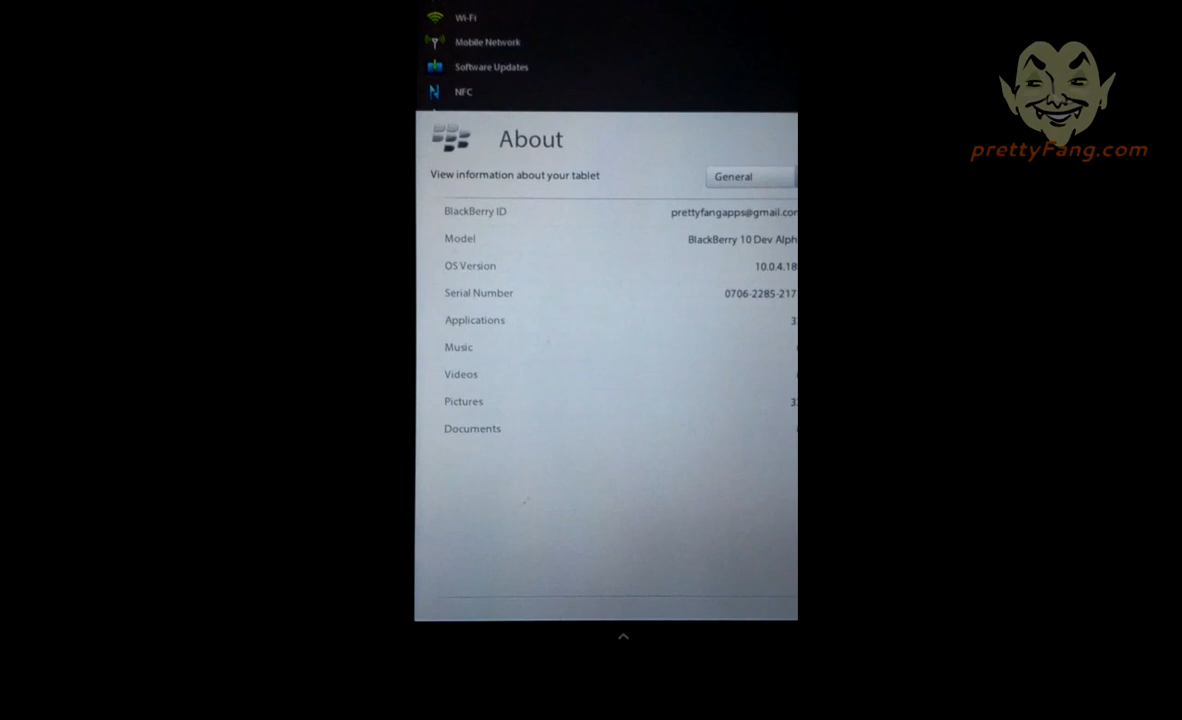 Wi-Fi
Mobile Network
Software Updates
NFC
About
View information about your tablet
General
BlackBerry ID
prettyfangapps@gmail.co
Model
BlackBerry 10 Dev Alph
OS Version
10.0.4.18
Serial Number
0706-2285-217
Applications
3
Music
Videos
Pictures
3
Documents
prettyFang.com